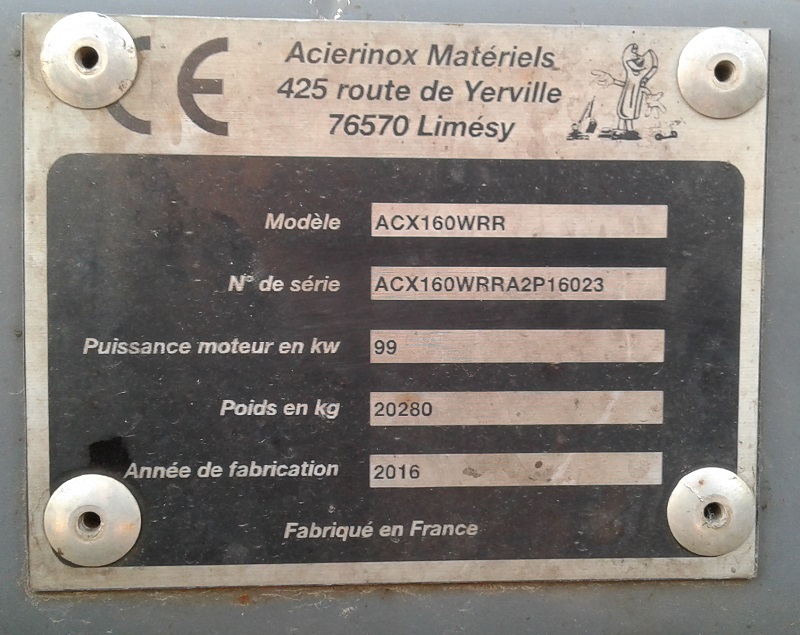 CE
Acierinox Matériels
425 route de Yerville
76570 Limésy
Modèle ACX160WRR
N° de série ACX160WRRA2P16023
Puissance moteur en kw 99
Poids en kg 20280
Année de fabrication 2016
Fabriqué en France